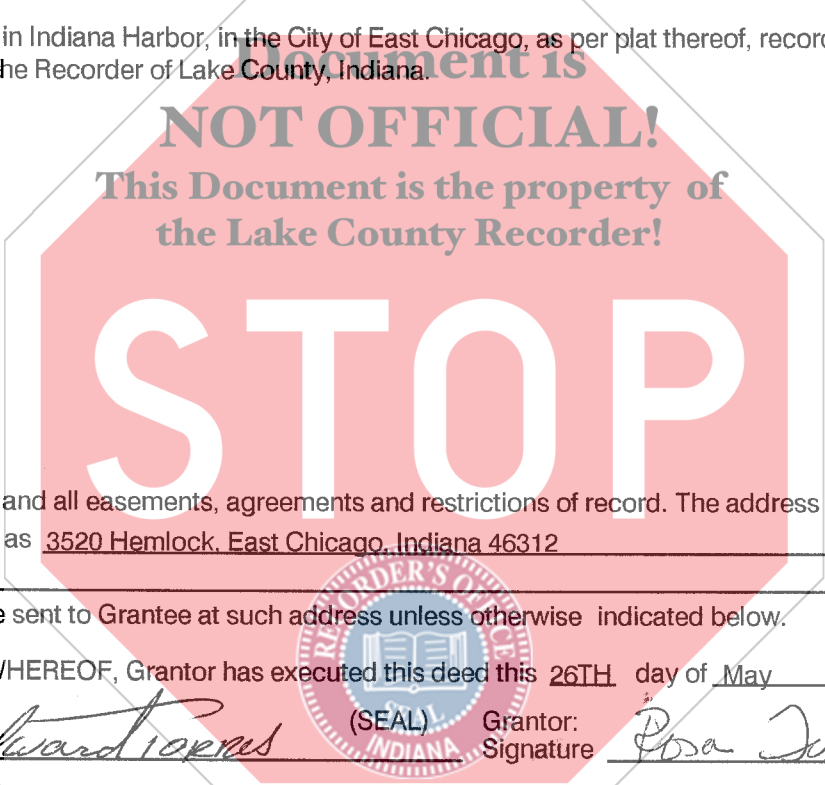 in Indiana Harbor, in the City of East Chicago, as per plat thereof, record
he Recorder of Lake County, Indiana.
Document is
NOT OFFICIAL!
This Document is the property of
the Lake County Recorder!
STOP
and all easements, agreements and restrictions of record. The address
as 3520 Hemlock, East Chicago, Indiana 46312
e sent to Grantee at such address unless otherwise indicated below.
WHEREOF, Grantor has executed this deed this 26TH day of May
(SEAL) Grantor:
Signature Rosa
RECORDER'S OFFICE
SEAL
INDIANA